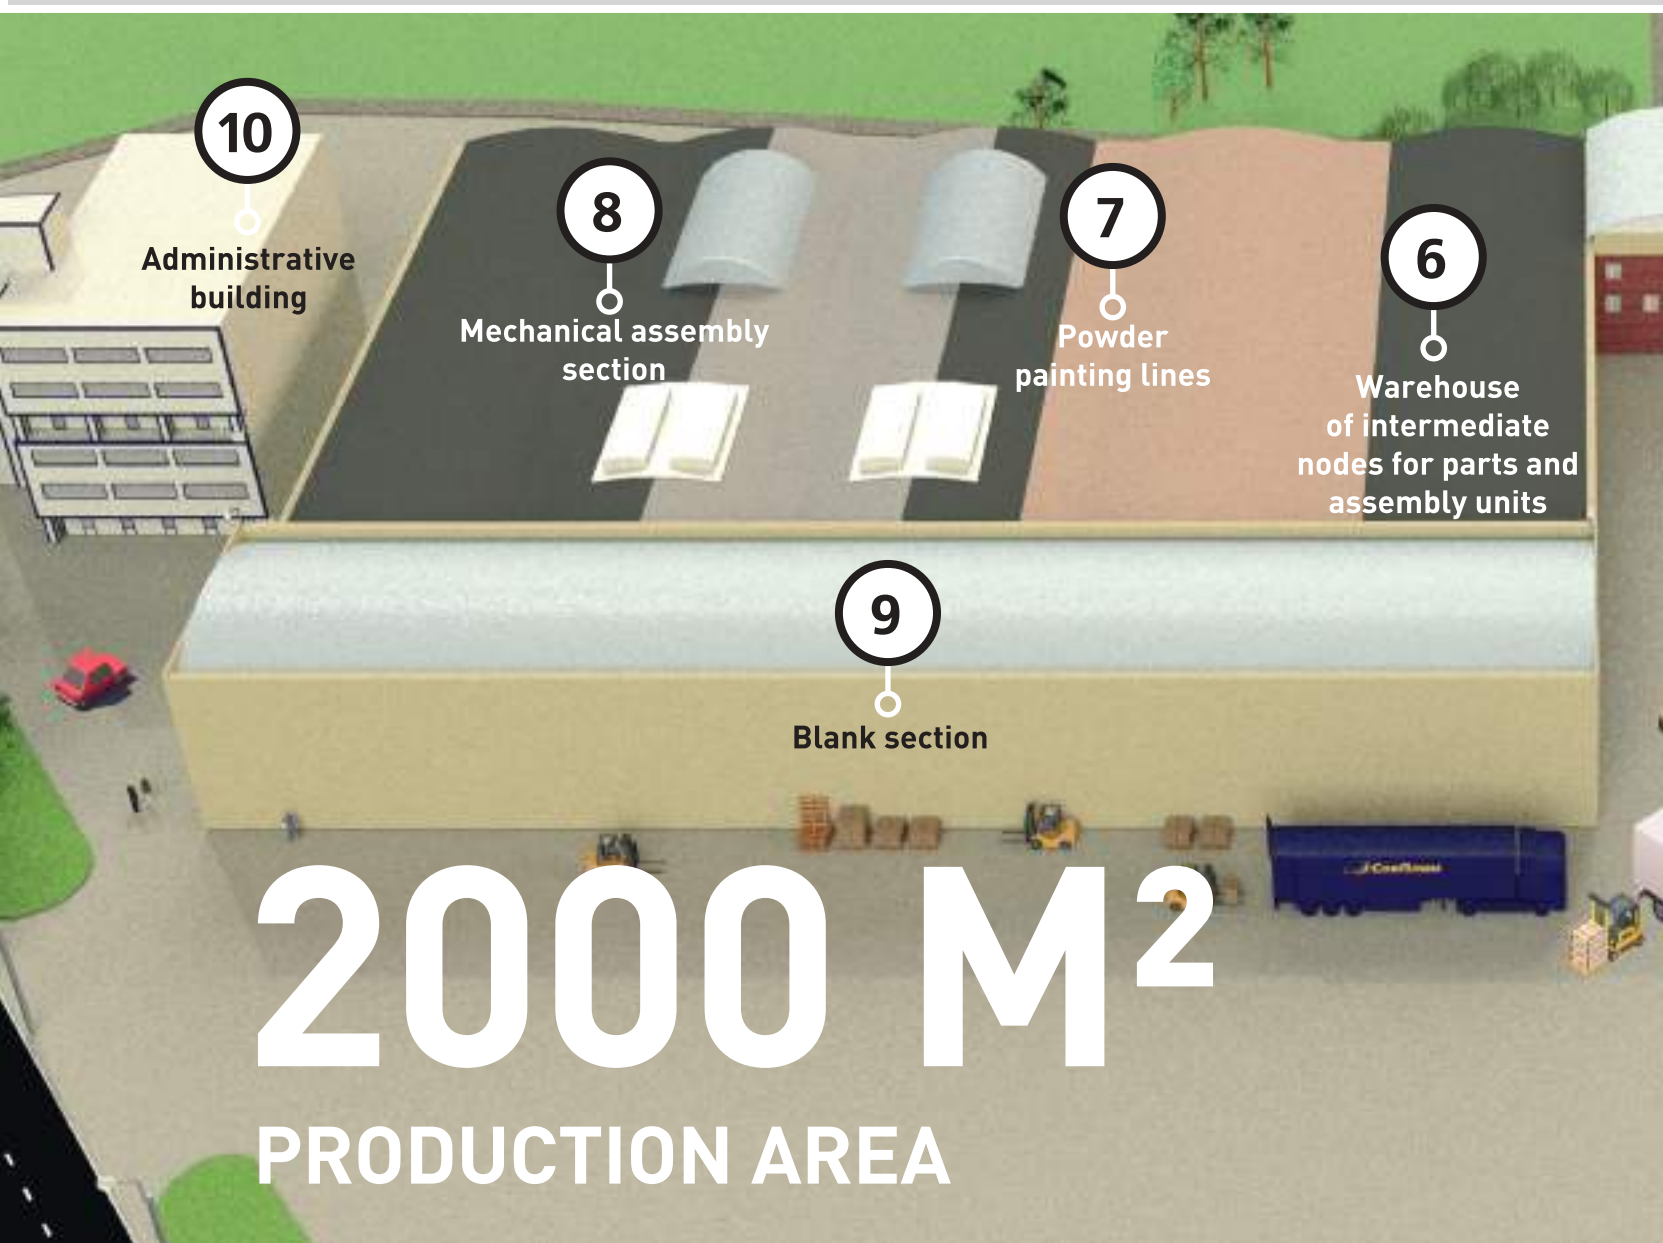 10
Administrative
building
8
Mechanical assembly
section
7
Powder
painting lines
6
Warehouse
of intermediate
nodes for parts and
assembly units
9
Blank section
2000 M²
PRODUCTION AREA